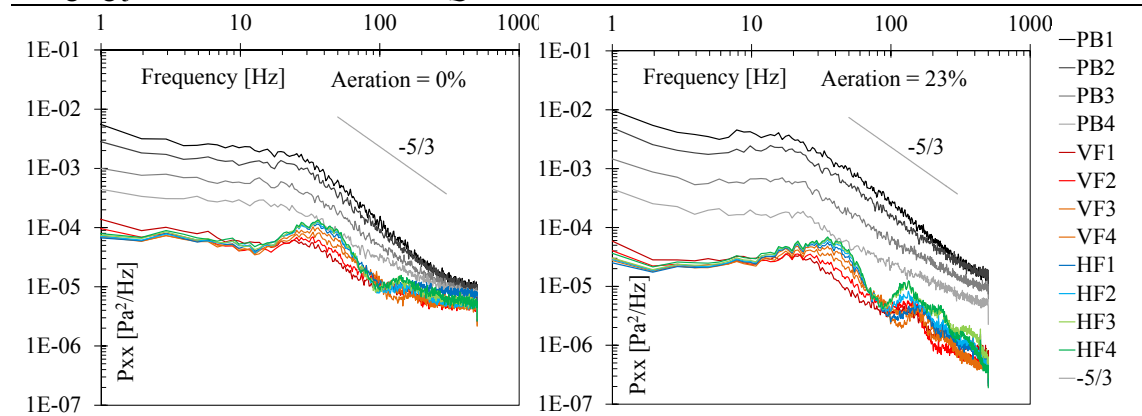 1 10 100 1000
1E-01
1E-02
1E-03
1E-04
1E-05
1E-06
1E-07
Frequency [Hz]
Aeration = 0%
-5/3
Pxx [Pa²/Hz]
1 10 100 1000
1E-01
1E-02
1E-03
1E-04
1E-05
1E-06
1E-07
Frequency [Hz]
Aeration = 23%
-5/3
Pxx [Pa²/Hz]
PB1
PB2
PB3
PB4
VF1
VF2
VF3
VF4
HF1
HF2
HF3
HF4
-5/3